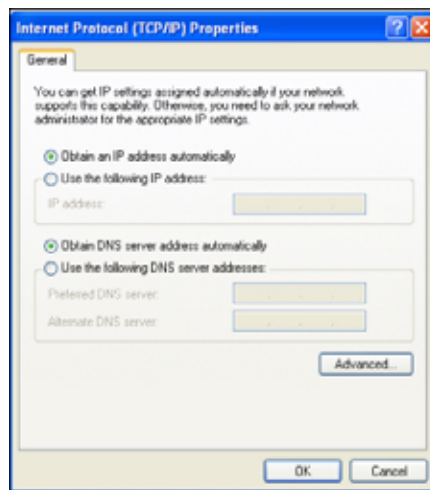 Internet Protocol (TCP/IP) Properties
General
You can get IP settings assigned automatically if your network
supports this capability. Otherwise, you need to ask your network
administrator for the appropriate IP settings.
Obtain an IP address automatically
Use the following IP address:
IP address:
Obtain DNS server address automatically
Use the following DNS server addresses:
Preferred DNS server:
Alternate DNS server:
Advanced...
OK
Cancel